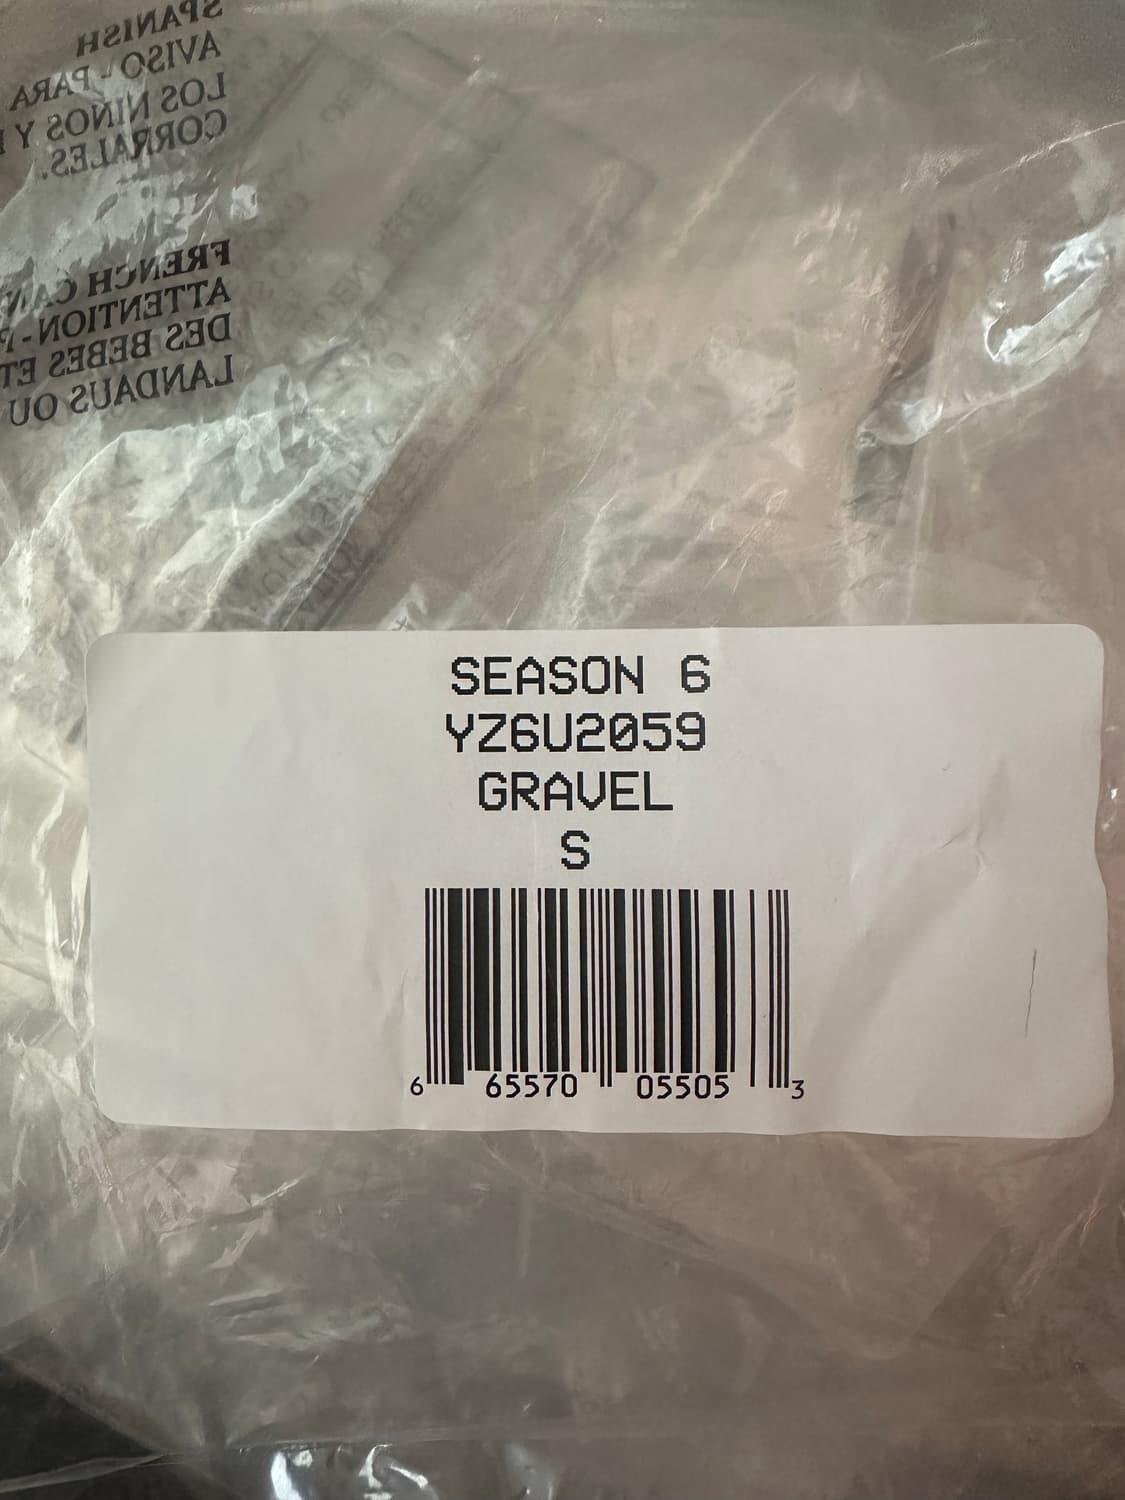 SPANISH
AVISO - PARA
LOS NINOS Y
CORRALES.
FRENCH CAN
ATTENTION -
DES BEBES ET
LANDAUS OU
SEASON 6
YZ6U2059
GRAVEL
S
6 65570 05505 3